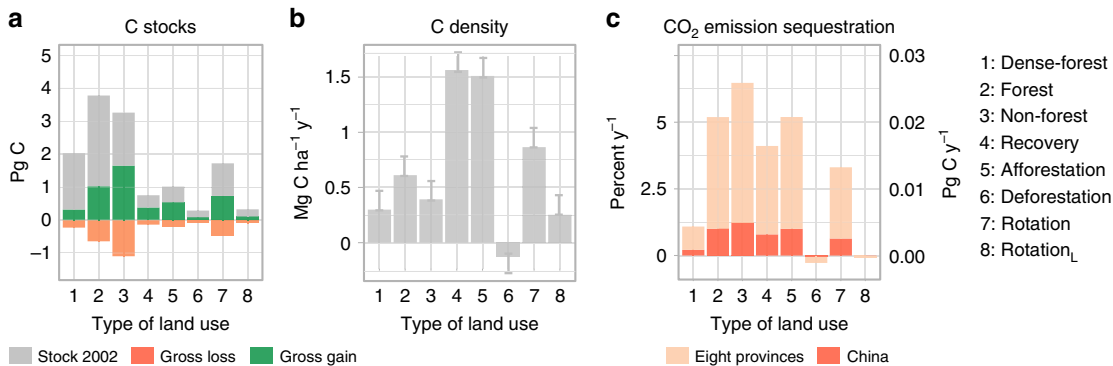 a
C stocks
5
4
3
2
1
0
−1
Pg C
1 2 3 4 5 6 7 8
Type of land use
Stock 2002 Gross loss Gross gain
b
C density
1.5
1
0.5
0
Mg C ha⁻¹ y⁻¹
1 2 3 4 5 6 7 8
Type of land use
c
CO₂ emission sequestration
5
2.5
0
Percent y⁻¹
0.03
0.02
0.01
0.00
Pg C y⁻¹
1 2 3 4 5 6 7 8
Type of land use
Eight provinces China
1: Dense-forest
2: Forest
3: Non-forest
4: Recovery
5: Afforestation
6: Deforestation
7: Rotation
8: Rotation_L